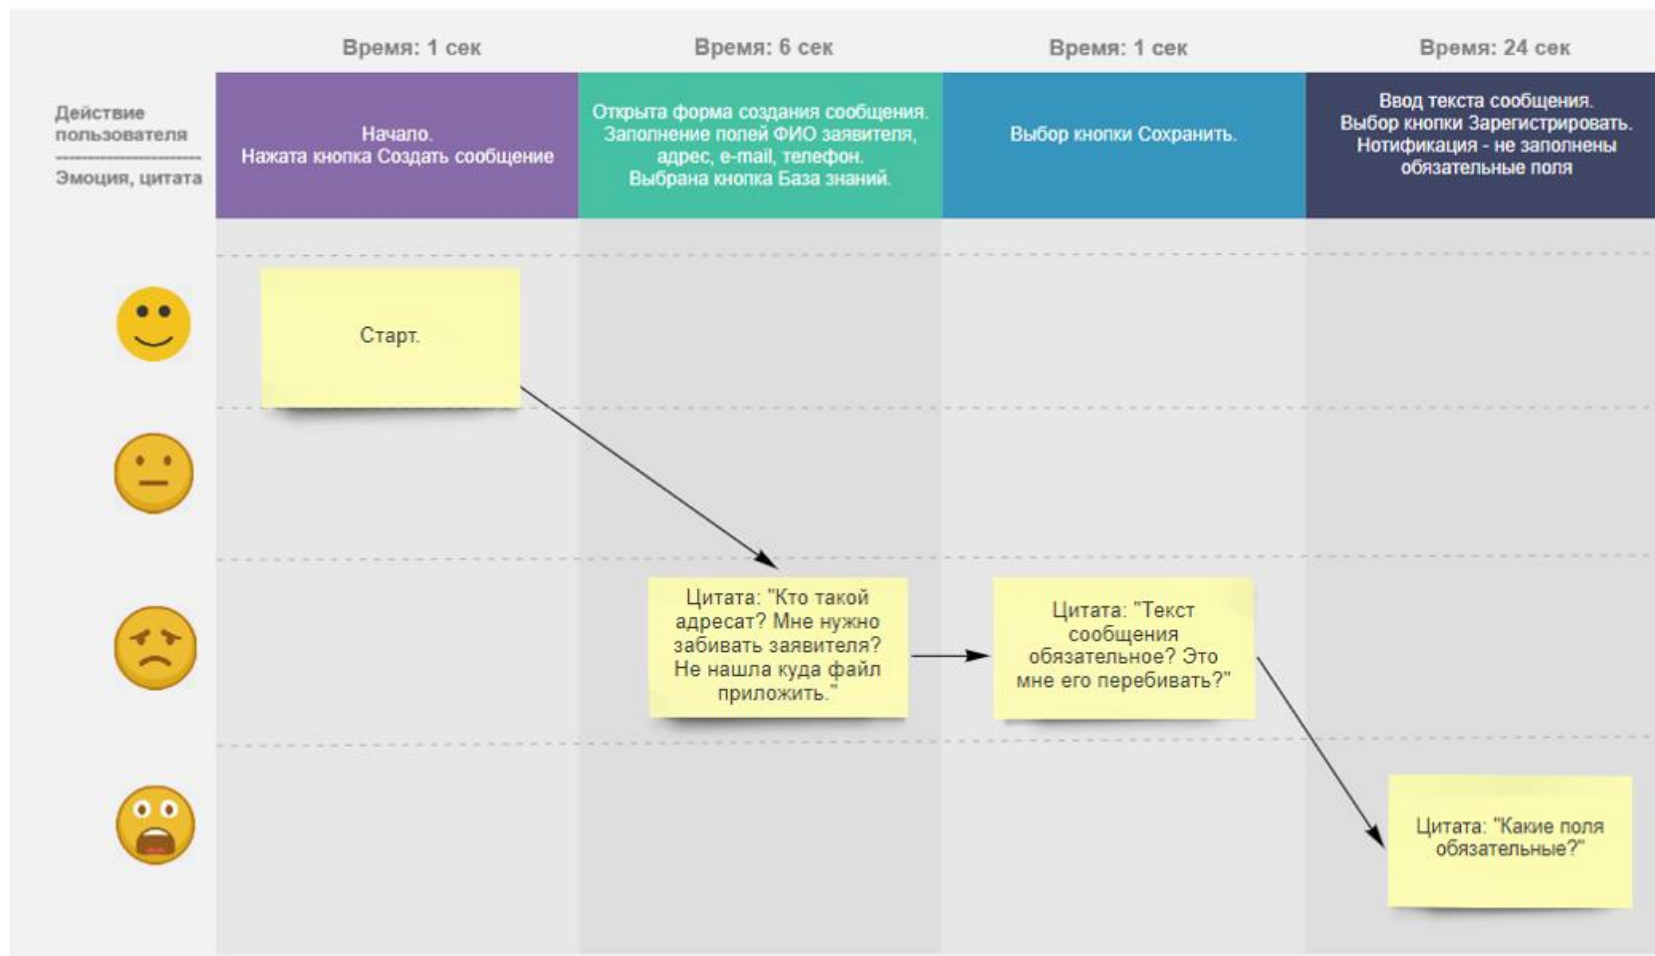 Время: 1 сек
Время: 6 сек
Время: 1 сек
Время: 24 сек
Действие
пользователя
-----------------------
Эмоция, цитата
Начало.
Нажата кнопка Создать сообщение
Открыта форма создания сообщения.
Заполнение полей ФИО заявителя,
адрес, e-mail, телефон.
Выбрана кнопка База знаний.
Выбор кнопки Сохранить.
Ввод текста сообщения.
Выбор кнопки Зарегистрировать.
Нотификация - не заполнены
обязательные поля
Старт.
Цитата: "Кто такой
адресат? Мне нужно
забивать заявителя?
Не нашла куда файл
приложить."
Цитата: "Текст
сообщения
обязательное? Это
мне его перебивать?"
Цитата: "Какие поля
обязательные?"